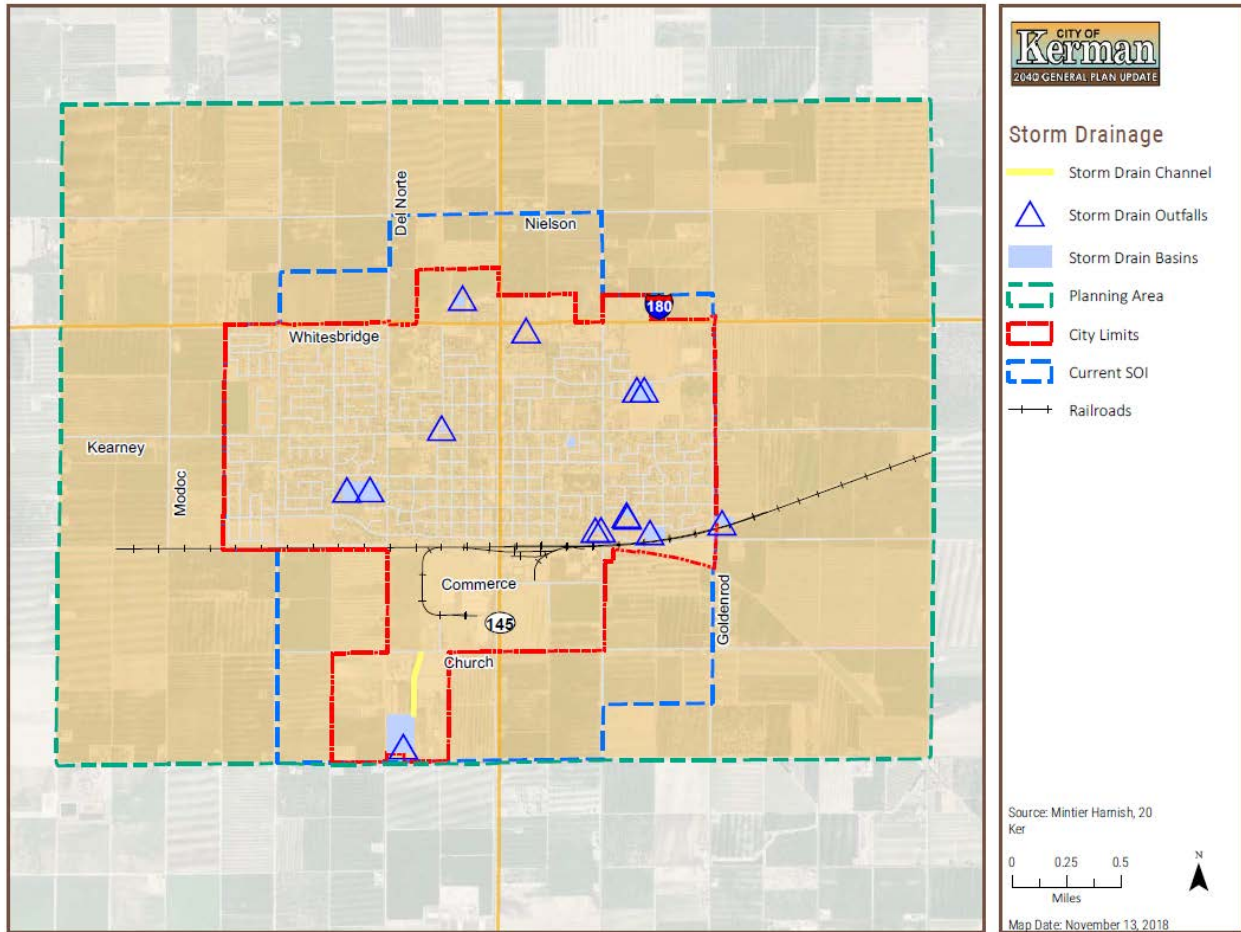 Del Norte
Nielson
180
Whitesbridge
Kearney
Modoc
Commerce
145
Goldenrod
Church
CITY OF
Kerman
2040 GENERAL PLAN UPDATE
Storm Drainage
Storm Drain Channel
Storm Drain Outfalls
Storm Drain Basins
Planning Area
City Limits
Current SOI
Railroads
Source: Mintier Harnish, 20
Ker
N
0 0.25 0.5
Miles
Map Date: November 13, 2018